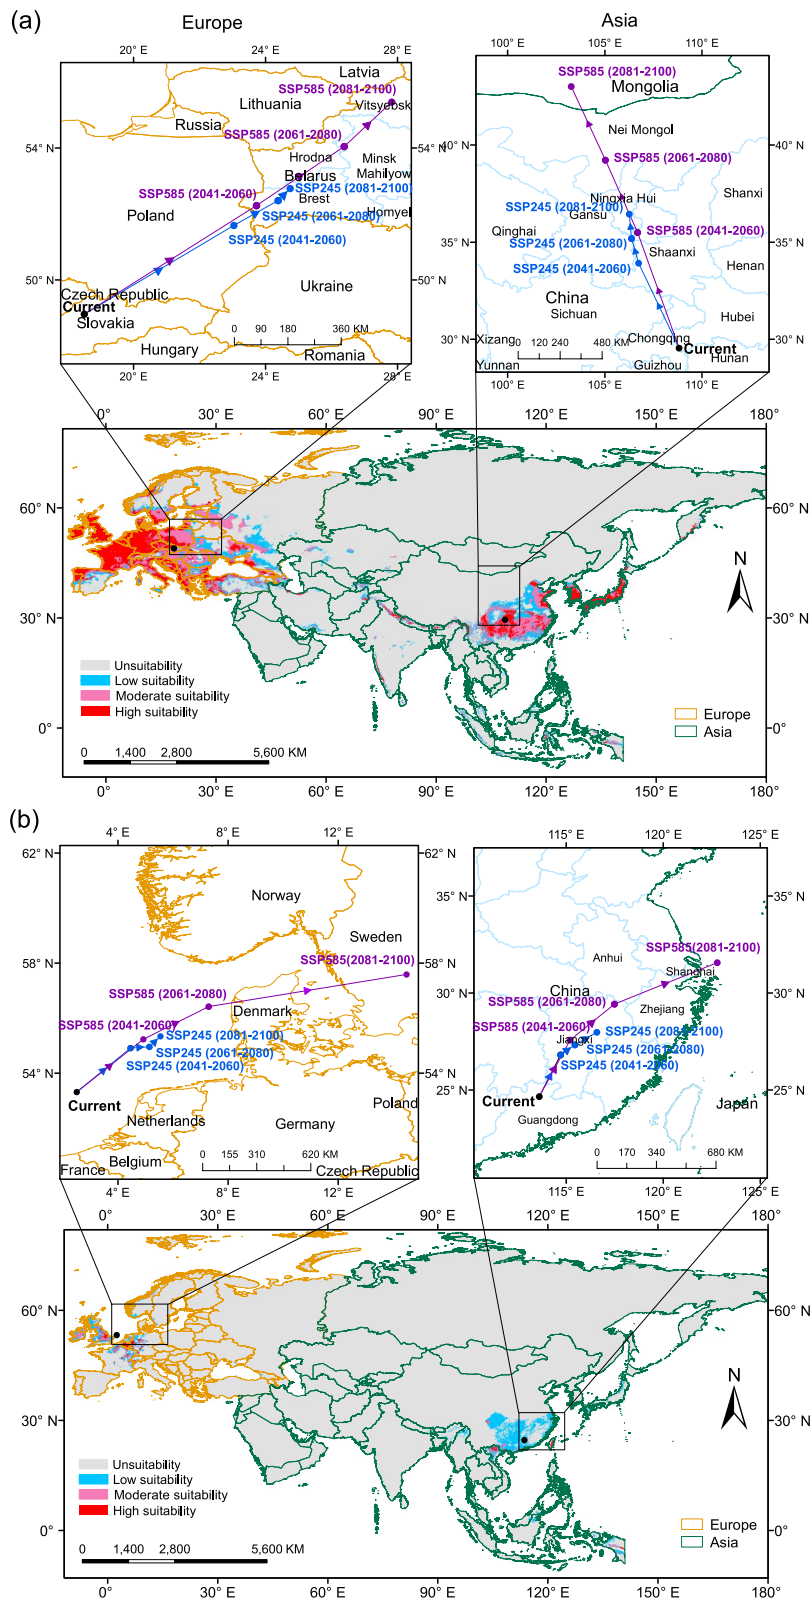 (a)
Europe
Asia
20° E
24° E
28° E
100° E
105° E
110° E
Latvia
SSP585 (2081-2100)
Lithuania
Vitsyebsk
Russia
SSP585 (2061-2080)
54° N
Hrodna
Minsk
Mahilyow
Belarus
SSP585 (2041-2060)
SSP245 (2081-2100)
Brest
Poland
SSP245 (2061-2080)
Homyel
SSP245 (2041-2060)
50° N
Ukraine
Czech Republic
Current
Slovakia
0 90 180 360 KM
Hungary
Romania
20° E
24° E
28° E
SSP585 (2081-2100)
Mongolia
Nei Mongol
40° N
SSP585 (2061-2080)
Ningxia Hui
Shanxi
SSP245 (2081-2100)
Gansu
Qinghai
SSP585 (2041-2060)
35° N
SSP245 (2061-2080)
Shaanxi
SSP245 (2041-2060)
Henan
China
Sichuan
Hubei
30° N
Xizang
Chongqing
Current
0 120 240 480 KM
Yunnan
Guizhou
Hunan
100° E
105° E
110° E
0°
30° E
60° E
90° E
120° E
150° E
180°
60° N
30° N
0°
N
Unsuitability
Low suitability
Moderate suitability
High suitability
Europe
Asia
0 1,400 2,800 5,600 KM
0°
30° E
60° E
90° E
120° E
150° E
180°
(b)
4° E
8° E
12° E
115° E
120° E
125° E
62° N
62° N
Norway
Sweden
SSP585(2081-2100)
58° N
58° N
SSP585 (2061-2080)
Denmark
SSP585 (2041-2060)
SSP245 (2081-2100)
SSP245 (2061-2080)
SSP245 (2041-2060)
54° N
54° N
Current
Poland
Netherlands
Germany
Belgium
0 155 310 620 KM
France
Czech Republic
4° E
8° E
12° E
35° N
35° N
SSP585(2081-2100)
Anhui
Shanghai
China
30° N
30° N
SSP585 (2061-2080)
Zhejiang
SSP585 (2041-2060)
SSP245 (2081-2100)
Jiangxi
SSP245 (2061-2080)
SSP245 (2041-2060)
25° N
25° N
Current
Japan
Guangdong
0 170 340 680 KM
115° E
120° E
125° E
0°
30° E
60° E
90° E
120° E
150° E
180°
60° N
30° N
0°
N
Unsuitability
Low suitability
Moderate suitability
High suitability
Europe
Asia
0 1,400 2,800 5,600 KM
0°
30° E
60° E
90° E
120° E
150° E
180°